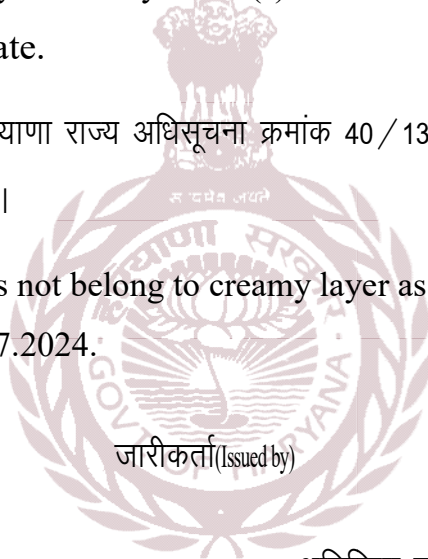 ate.
याणा राज्य अधिसूचना क्रमांक 40/13
।
s not belong to creamy layer as
7.2024.
जारीकर्ता(Issued by)